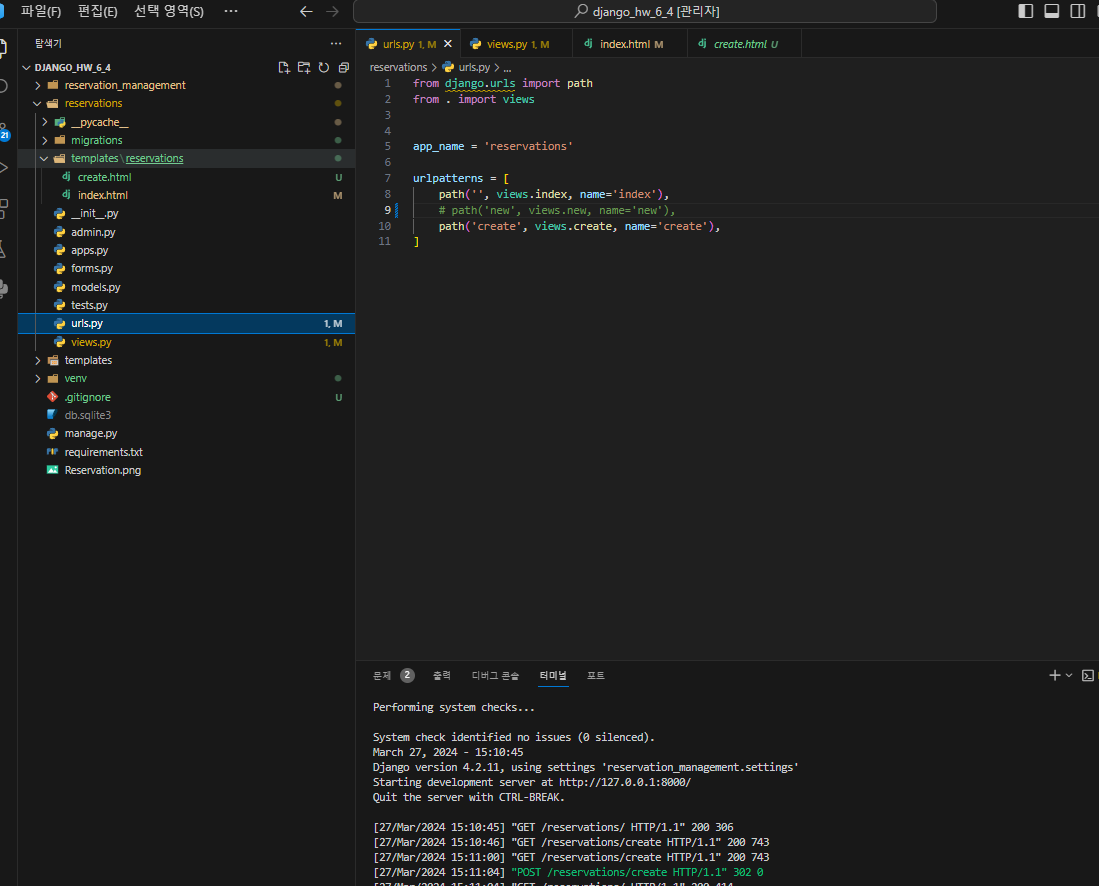 파일(F) 편집(E) 선택 영역(S) ··· ← → django_hw_6_4 [관리자]
탐색기 ···
DJANGO_HW_6_4
reservation_management
reservations
__pycache__
migrations
templates\reservations
create.html U
index.html M
__init__.py
admin.py
apps.py
forms.py
models.py
tests.py
urls.py 1, M
views.py 1, M
templates
venv
.gitignore U
db.sqlite3
manage.py
requirements.txt
Reservation.png
21
urls.py 1, M × views.py 1, M index.html M create.html U
reservations > urls.py > ...
1 from django.urls import path
2 from . import views
3
4
5 app_name = 'reservations'
6
7 urlpatterns = [
8 path('', views.index, name='index'),
9 # path('new', views.new, name='new'),
10 path('create', views.create, name='create'),
11 ]
문제 2 출력 디버그 콘솔 터미널 포트
Performing system checks...
System check identified no issues (0 silenced).
March 27, 2024 - 15:10:45
Django version 4.2.11, using settings 'reservation_management.settings'
Starting development server at http://127.0.0.1:8000/
Quit the server with CTRL-BREAK.
[27/Mar/2024 15:10:45] "GET /reservations/ HTTP/1.1" 200 306
[27/Mar/2024 15:10:46] "GET /reservations/create HTTP/1.1" 200 743
[27/Mar/2024 15:11:00] "GET /reservations/create HTTP/1.1" 200 743
[27/Mar/2024 15:11:04] "POST /reservations/create HTTP/1.1" 302 0